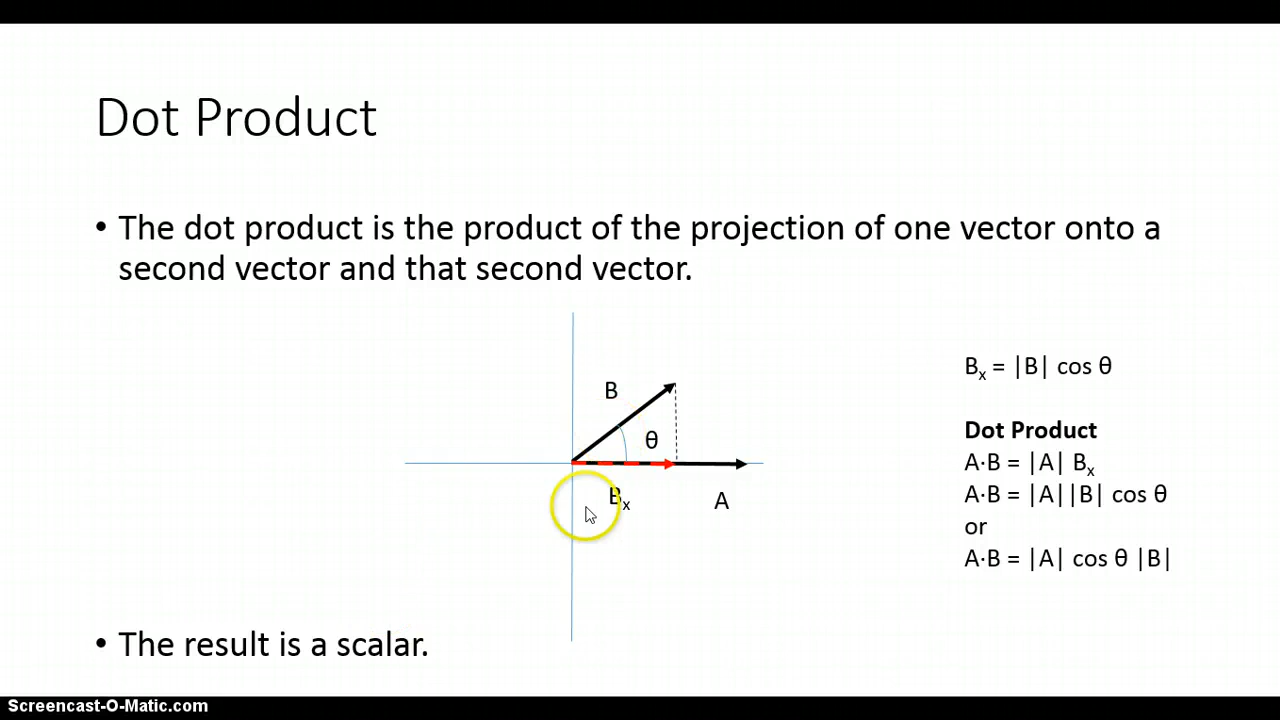 Dot Product
• The dot product is the product of the projection of one vector onto a
second vector and that second vector.
B
θ
Bₓ
A
Bₓ = |B| cos θ
Dot Product
A·B = |A| Bₓ
A·B = |A||B| cos θ
or
A·B = |A| cos θ |B|
• The result is a scalar.
Screencast-O-Matic.com